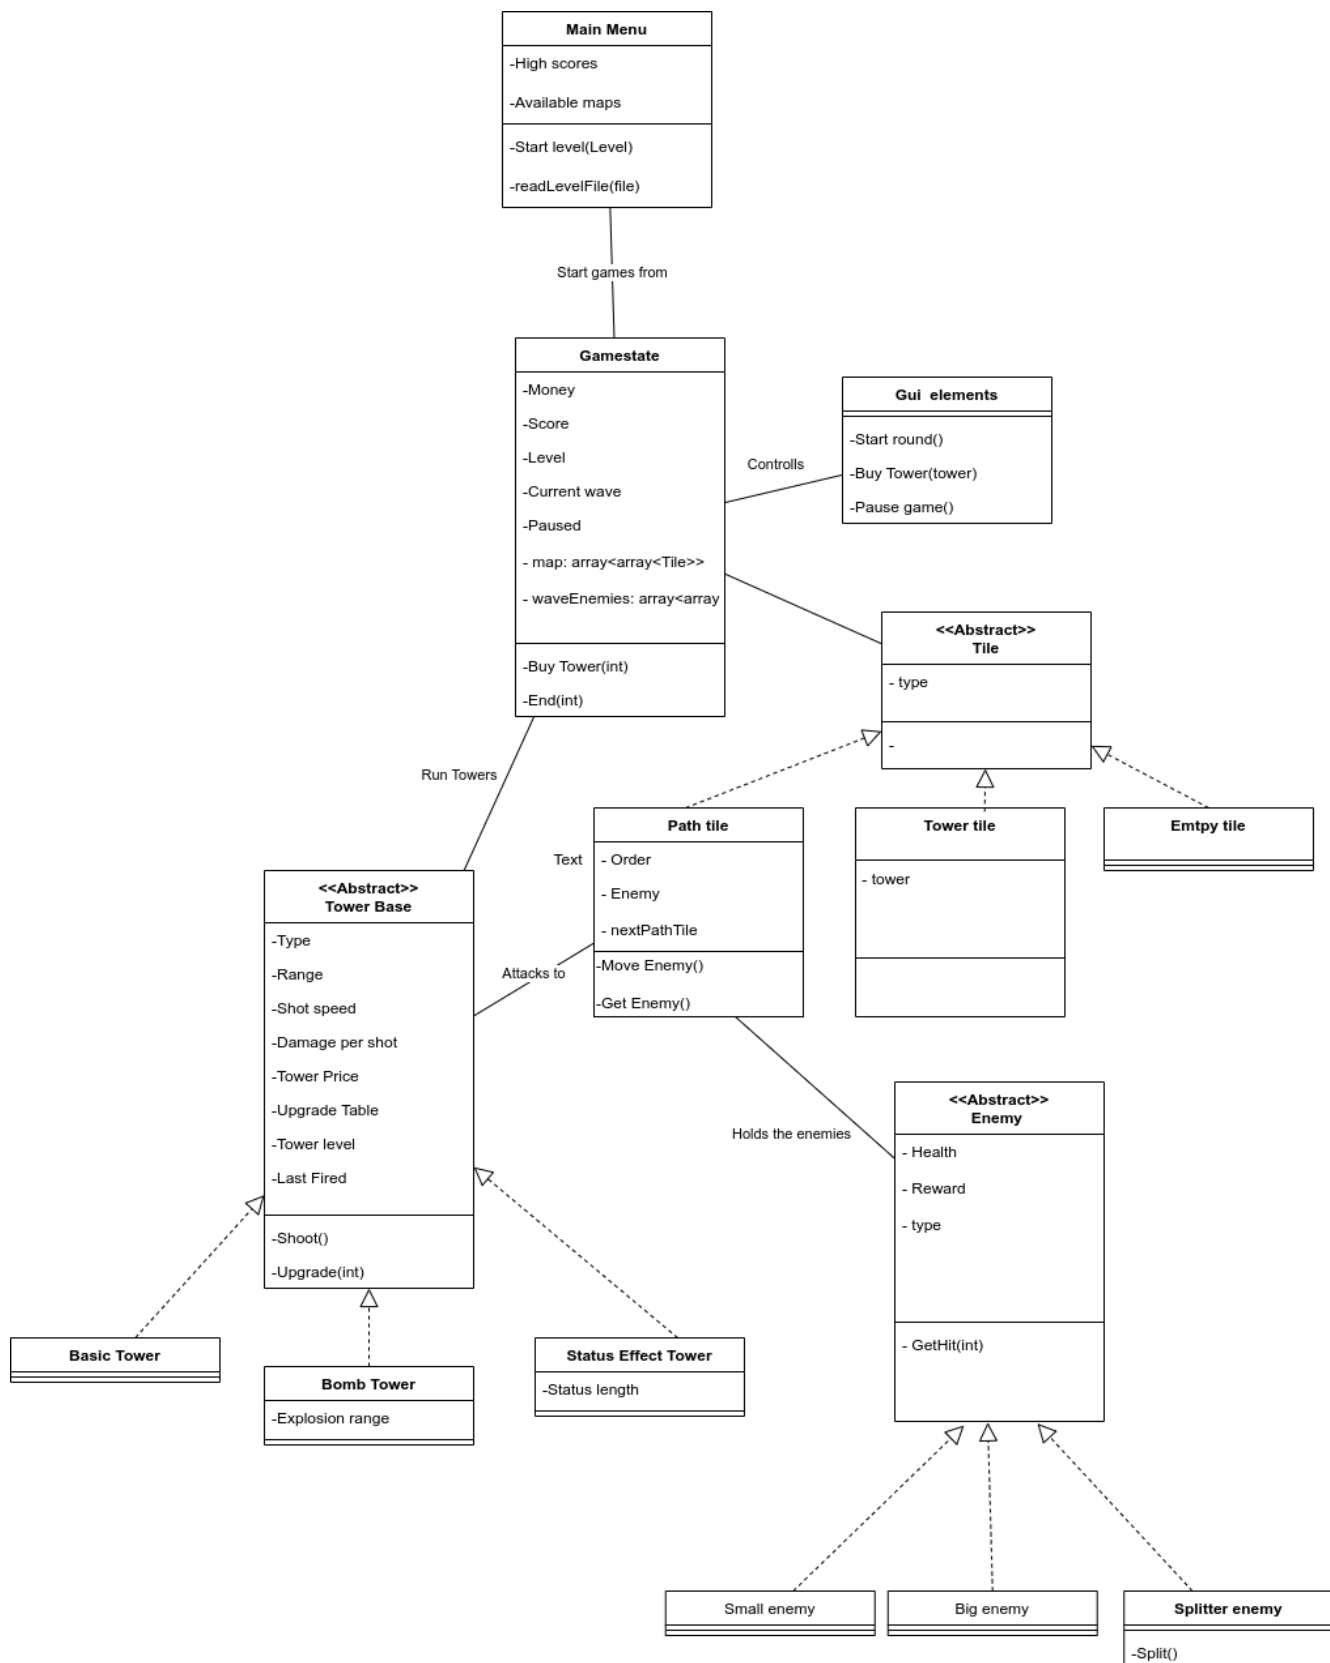 Main Menu
-High scores
-Available maps
-Start level(Level)
-readLevelFile(file)
Start games from
Gamestate
-Money
-Score
-Level
-Current wave
-Paused
- map: array<array<Tile>>
- waveEnemies: array<array
-Buy Tower(int)
-End(int)
Controlls
Gui  elements
-Start round()
-Buy Tower(tower)
-Pause game()
<<Abstract>>
Tile
- type
-
Run Towers
Text
Path tile
- Order
- Enemy
- nextPathTile
-Move Enemy()
-Get Enemy()
Tower tile
- tower
Emtpy tile
<<Abstract>>
Tower Base
-Type
-Range
-Shot speed
-Damage per shot
-Tower Price
-Upgrade Table
-Tower level
-Last Fired
-Shoot()
-Upgrade(int)
Attacks to
Holds the enemies
<<Abstract>>
Enemy
- Health
- Reward
- type
- GetHit(int)
Basic Tower
Bomb Tower
-Explosion range
Status Effect Tower
-Status length
Small enemy
Big enemy
Splitter enemy
-Split()